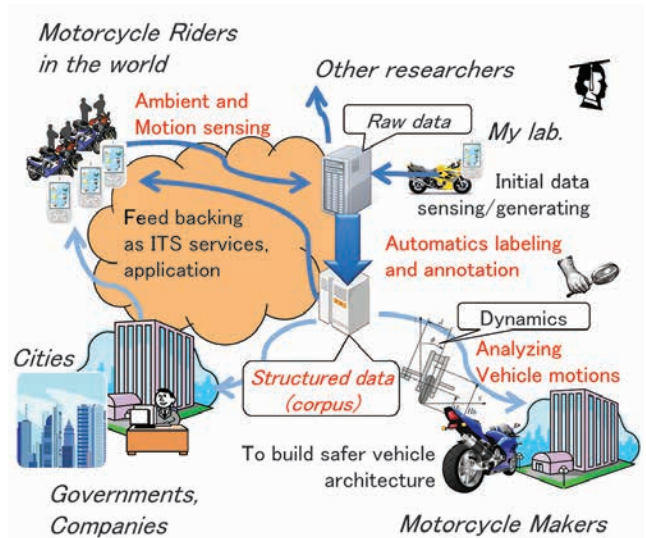 Motorcycle Riders
in the world
Other researchers
Ambient and
Motion sensing
Raw data
My lab.
Initial data
sensing/generating
Feed backing
as ITS services,
application
Automatics labeling
and annotation
Dynamics
Analyzing
Vehicle motions
Cities
Structured data
(corpus)
To build safer vehicle
architecture
Governments,
Companies
Motorcycle Makers